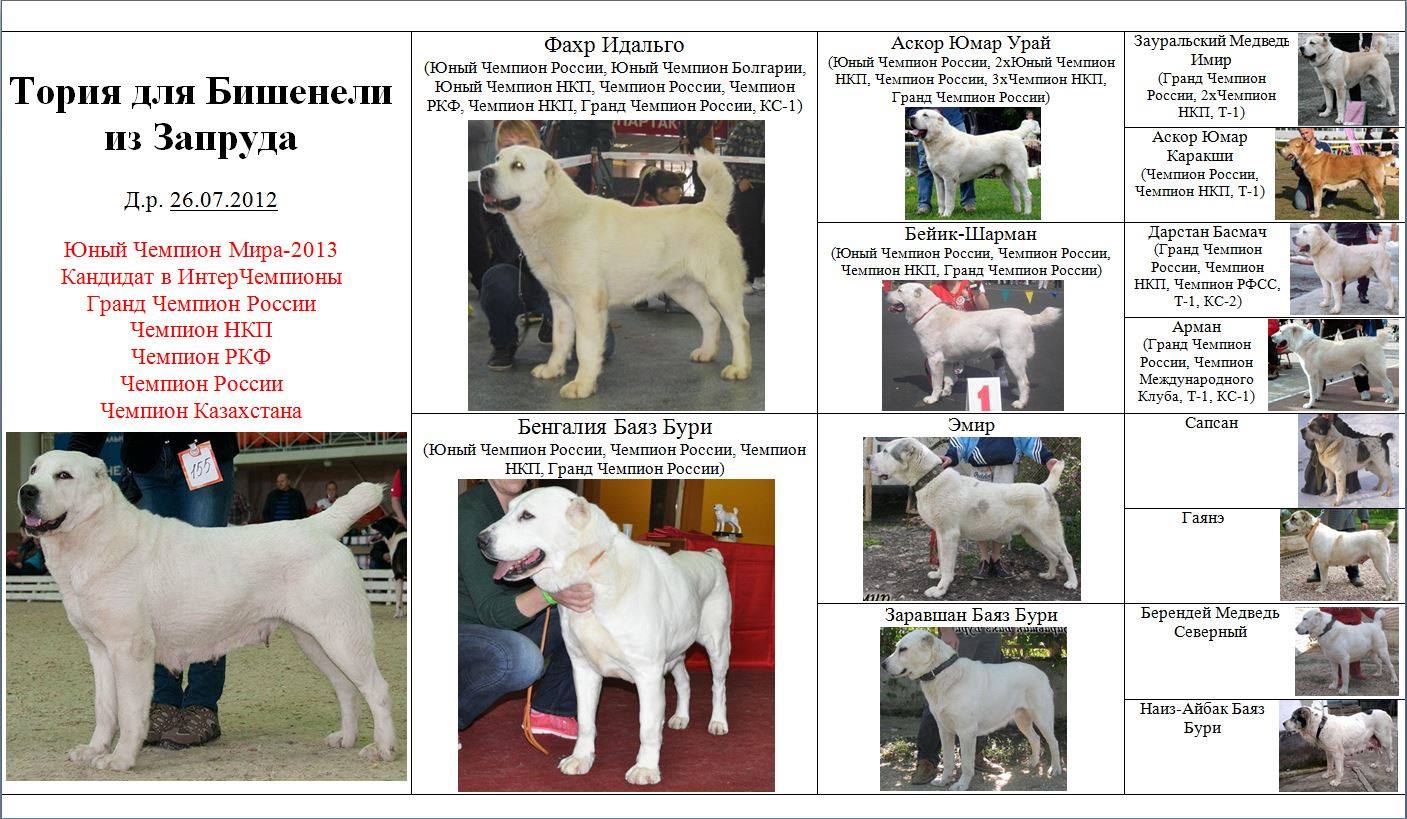 Тория для Бишенели
из Запруда
Д.р. 26.07.2012
Юный Чемпион Мира-2013
Кандидат в ИнтерЧемпионы
Гранд Чемпион России
Чемпион НКП
Чемпион РКФ
Чемпион России
Чемпион Казахстана
155
Фахр Идальго
(Юный Чемпион России, Юный Чемпион Болгарии,
Юный Чемпион НКП, Чемпион России, Чемпион
РКФ, Чемпион НКП, Гранд Чемпион России, КС-1)
Бенгалия Баяз Бури
(Юный Чемпион России, Чемпион России, Чемпион
НКП, Гранд Чемпион России)
Аскор Юмар Урай
(Юный Чемпион России, 2хЮный Чемпион
НКП, Чемпион России, 3хЧемпион НКП,
Гранд Чемпион России)
Бейик-Шарман
(Юный Чемпион России, Чемпион России,
Чемпион НКП, Гранд Чемпион России)
1
Эмир
Заравшан Баяз Бури
Зауральский Медведь
Имир
(Гранд Чемпион
России, 2хЧемпион
НКП, Т-1)
Аскор Юмар
Каракши
(Чемпион России,
Чемпион НКП, Т-1)
Дарстан Басмач
(Гранд Чемпион
России, Чемпион
НКП, Чемпион РФСС,
Т-1, КС-2)
Арман
(Гранд Чемпион
России, Чемпион
Международного
Клуба, Т-1, КС-1)
Сапсан
Гаянэ
Берендей Медведь
Северный
Наиз-Айбак Баяз
Бури